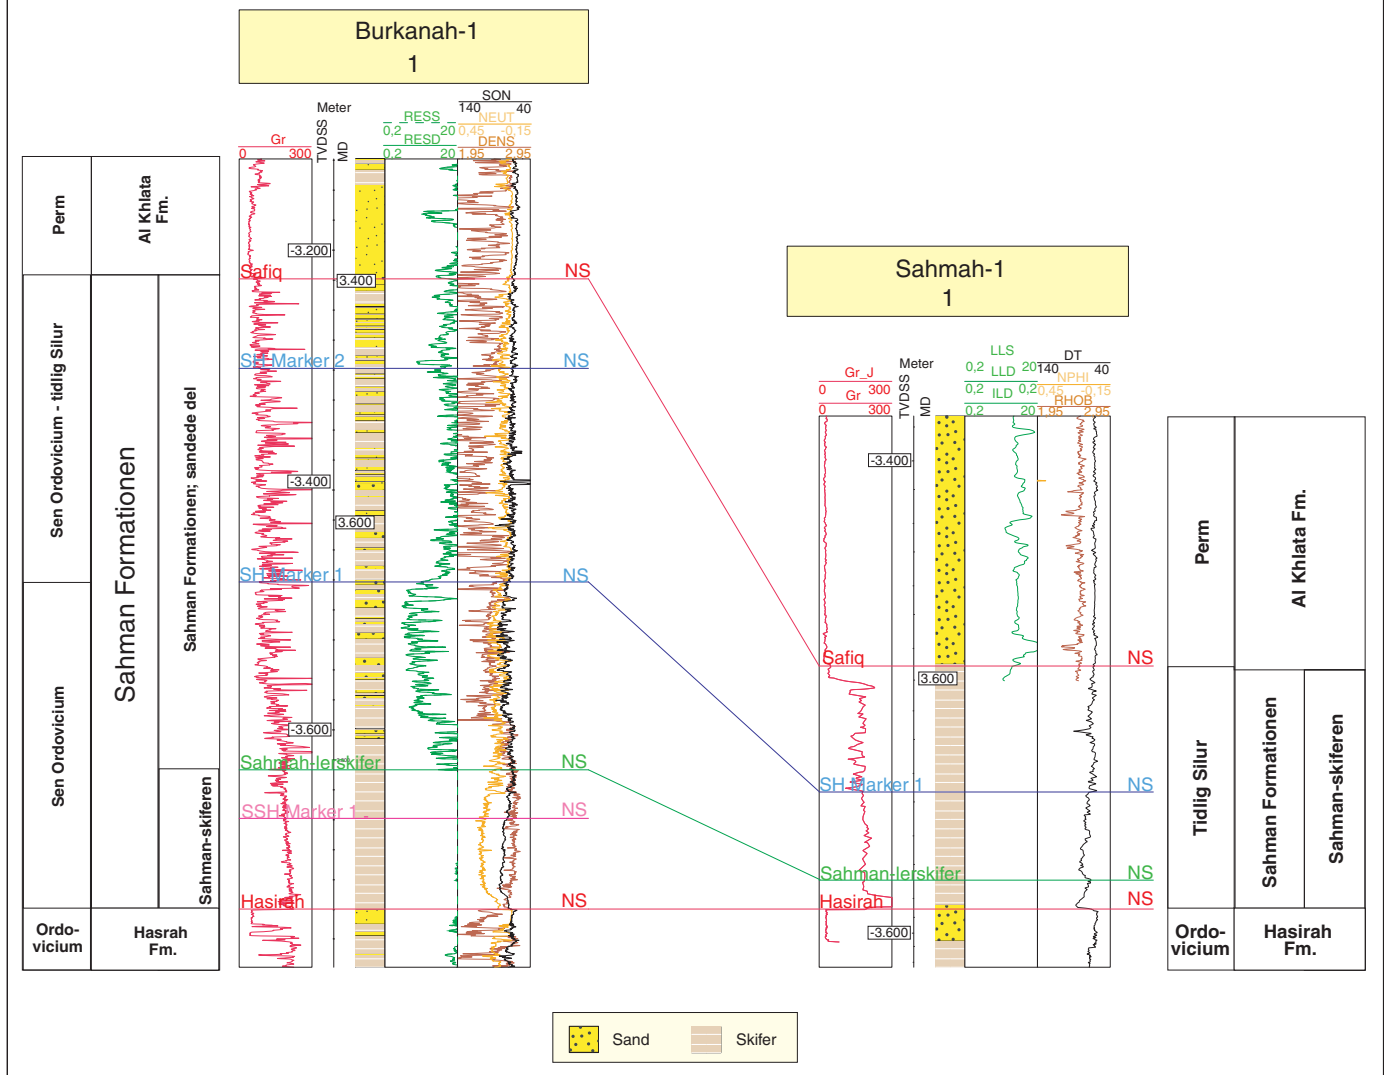 Burkanah-1
1
SON
140 40
Meter
RESS
NEUT
0,2 20
0,45 -0,15
Gr
TVDSS
MD
RESD
DENS
0 300
0.2 20
1.95 2.95
Perm
Al Khlata
Fm.
-3.200
Safiq
NS
3.400
Sahmah-1
1
Sen Ordovicium - tidlig Silur
Sahman Formationen
Sahman Formationen; sandede del
SH Marker 2
NS
LLS
DT
Meter
0,2 20
140 40
Gr_J
LLD
NPHI
0 300
0,2 0,2
0,45 -0,15
Gr
TVDSS
MD
ILD
RHOB
0 300
0.2 20
1.95 2.95
-3.400
-3.400
3.600
Perm
Al Khlata Fm.
SH Marker 1
NS
Safiq
NS
3.600
Sen Ordovicium
-3.600
Sahmah-lerskifer
NS
SH Marker 1
NS
SSH Marker 1
NS
Sahman-skiferen
Tidlig Silur
Sahman Formationen
Sahman-skiferen
Sahman-lerskifer
NS
Hasirah
NS
Hasirah
NS
Ordo-
vicium
Hasrah
Fm.
-3.600
Ordo-
vicium
Hasirah
Fm.
Sand
Skifer